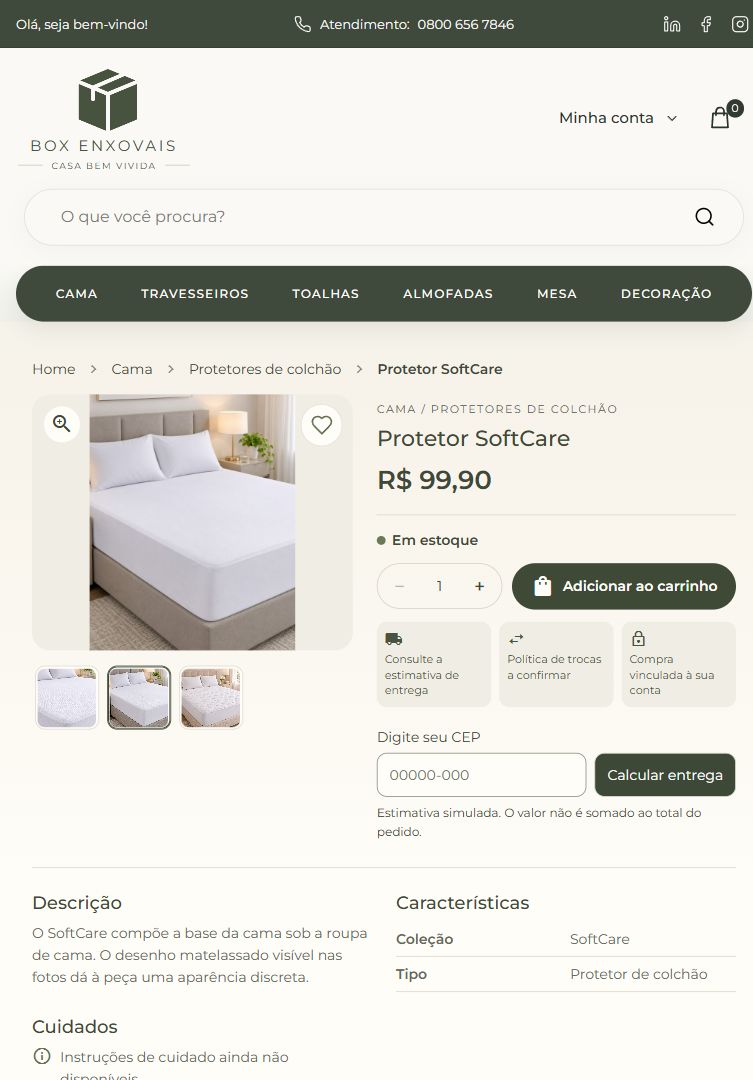 Olá, seja bem-vindo!
Atendimento: 0800 656 7846
BOX ENXOVAIS
CASA BEM VIVIDA
Minha conta
0
O que você procura?
CAMA TRAVESSEIROS TOALHAS ALMOFADAS MESA DECORAÇÃO
Home > Cama > Protetores de colchão > Protetor SoftCare
CAMA / PROTETORES DE COLCHÃO
Protetor SoftCare
R$ 99,90
Em estoque
− 1 +
Adicionar ao carrinho
Consulte a
estimativa de
entrega
Política de trocas
a confirmar
Compra
vinculada à sua
conta
Digite seu CEP
00000-000
Calcular entrega
Estimativa simulada. O valor não é somado ao total do
pedido.
Descrição
O SoftCare compõe a base da cama sob a roupa
de cama. O desenho matelassado visível nas
fotos dá à peça uma aparência discreta.
Características
Coleção SoftCare
Tipo Protetor de colchão
Cuidados
Instruções de cuidado ainda não
disponíveis